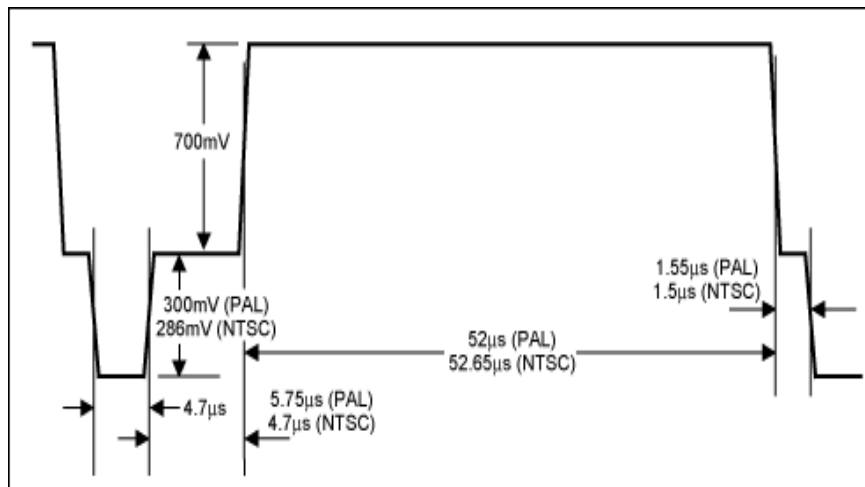 700mV
300mV (PAL)
286mV (NTSC)
1.55μs (PAL)
1.5μs (NTSC)
52μs (PAL)
52.65μs (NTSC)
4.7μs
5.75μs (PAL)
4.7μs (NTSC)